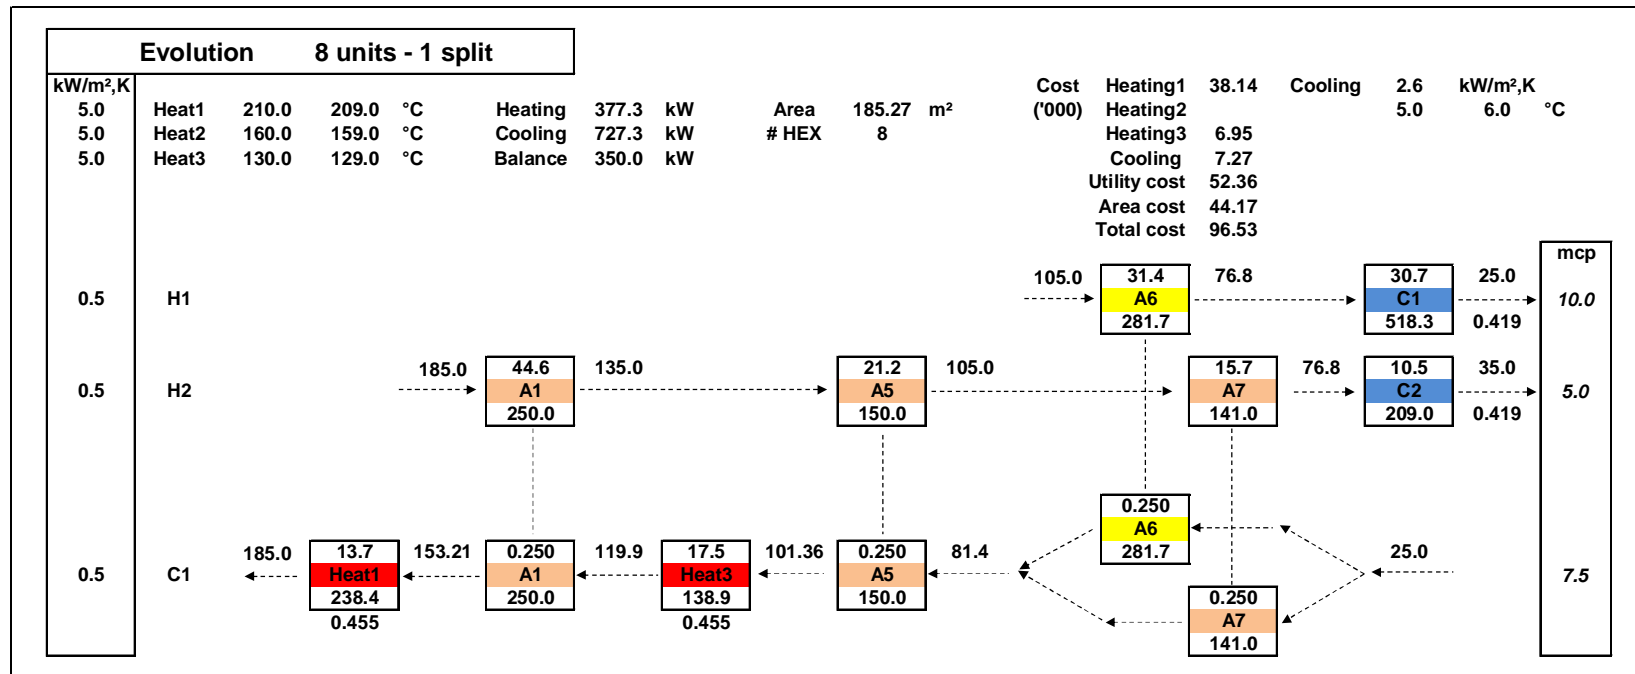 Evolution 8 units - 1 split
kW/m²,K Cost Heating1 38.14 Cooling 2.6 kW/m²,K
5.0 Heat1 210.0 209.0 °C Heating 377.3 kW Area 185.27 m² ('000) Heating2 5.0 6.0 °C
5.0 Heat2 160.0 159.0 °C Cooling 727.3 kW # HEX 8 Heating3 6.95
5.0 Heat3 130.0 129.0 °C Balance 350.0 kW Cooling 7.27
Utility cost 52.36
Area cost 44.17
Total cost 96.53
mcp
105.0 31.4 76.8 30.7 25.0
0.5 H1 A6 C1 10.0
281.7 518.3 0.419
185.0 44.6 135.0 21.2 105.0 15.7 76.8 10.5 35.0
0.5 H2 A1 A5 A7 C2 5.0
250.0 150.0 141.0 209.0 0.419
0.250
A6
281.7
185.0 13.7 153.21 0.250 119.9 17.5 101.36 0.250 81.4 25.0
0.5 C1 Heat1 A1 Heat3 A5 7.5
238.4 250.0 138.9 150.0
0.455 0.455
0.250
A7
141.0